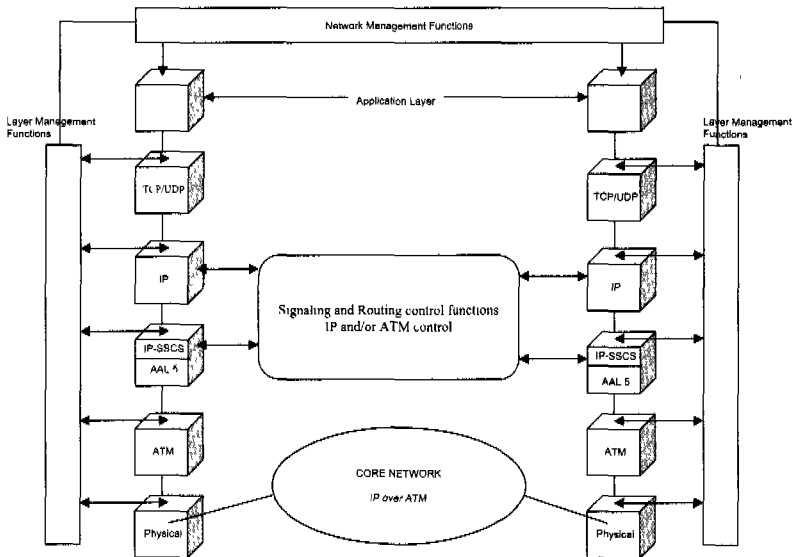 Network Management Functions
Application Layer
Layer Management
Functions
Layer Management
Functions
TCP/UDP
TCP/UDP
IP
IP
Signaling and Routing control functions
IP and/or ATM control
IP-SSCS
AAL 5
IP-SSCS
AAL 5
ATM
ATM
CORE NETWORK
IP over ATM
Physical
Physical